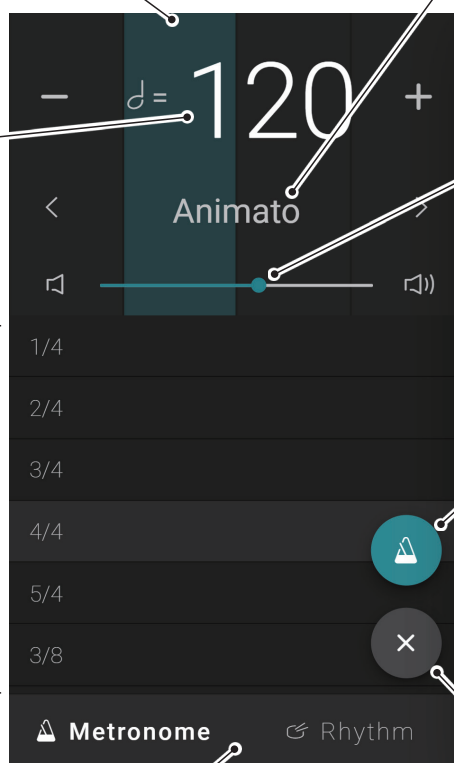 − 𝅗𝅥 = 120 +
< Animato >
1/4
2/4
3/4
4/4
5/4
3/8
Metronome Rhythm